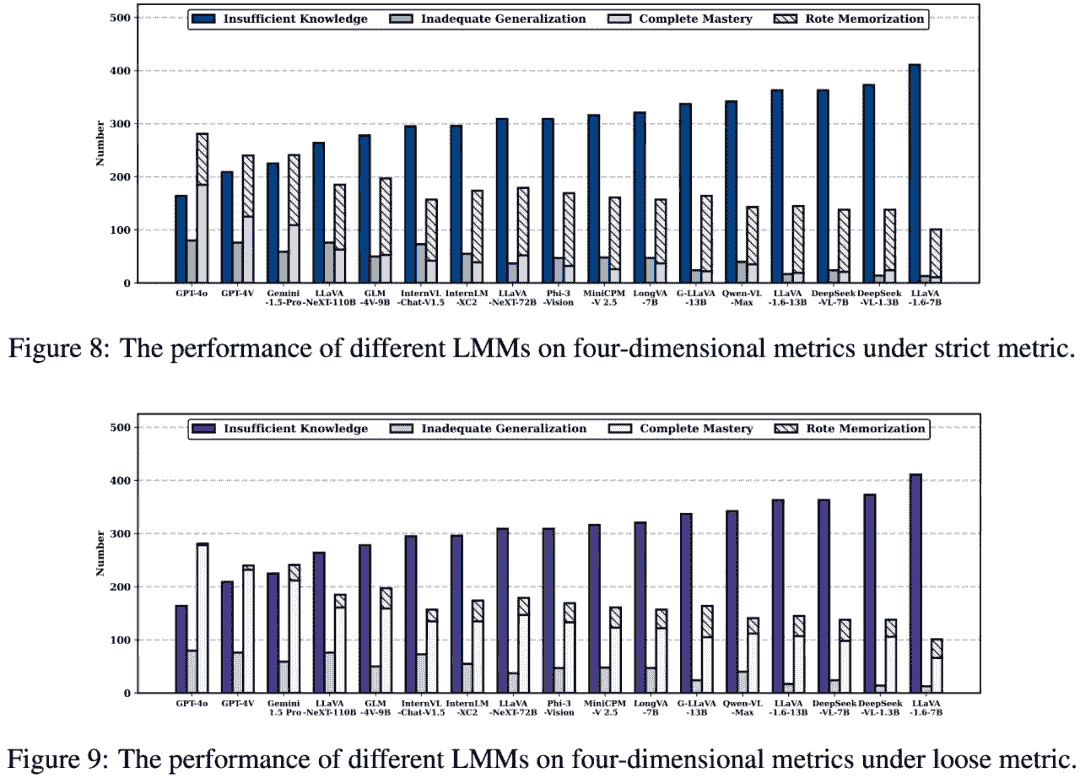 500
Insufficient Knowledge Inadequate Generalization Complete Mastery Rote Memorization
400
300
Number
200
100
0
GPT-4o GPT-4V Gemini LLaVA GLM InternVL InternLM LLaVA Phi-3 MiniCPM LongVA G-LLaVA Qwen-VL LLaVA DeepSeek DeepSeek LLaVA
-1.5-Pro -NeXT-110B -4V-9B -Chat-V1.5 -XC2 -NeXT-72B -Vision -V 2.5 -7B -13B -Max -1.6-13B -VL-7B -VL-1.3B -1.6-7B
Figure 8: The performance of different LMMs on four-dimensional metrics under strict metric.
500
Insufficient Knowledge Inadequate Generalization Complete Mastery Rote Memorization
400
300
Number
200
100
0
GPT-4o GPT-4V Gemini LLaVA GLM InternVL InternLM LLaVA Phi-3 MiniCPM LongVA G-LLaVA Qwen-VL LLaVA DeepSeek DeepSeek LLaVA
1.5 Pro -NeXT-110B -4V-9B -Chat-V1.5 -XC2 -NeXT-72B -Vision -V 2.5 -7B -13B -Max -1.6-13B -VL-7B -VL-1.3B -1.6-7B
Figure 9: The performance of different LMMs on four-dimensional metrics under loose metric.